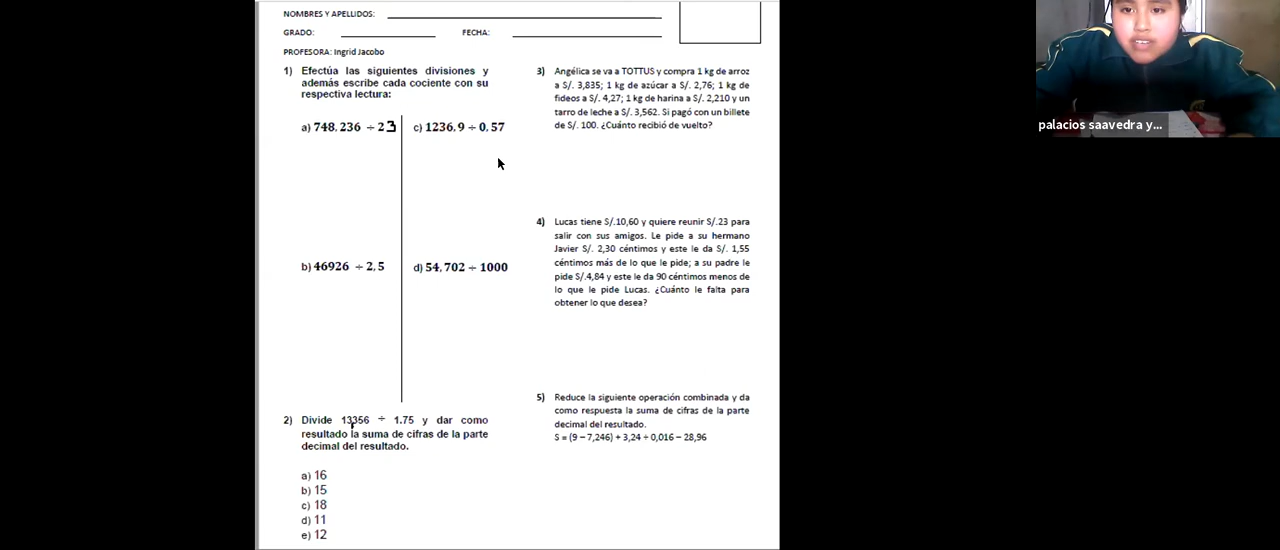 NOMBRES Y APELLIDOS:
GRADO: FECHA:
PROFESORA: Ingrid Jacobo
1) Efectúa las siguientes divisiones y
además escribe cada cociente con su
respectiva lectura:
a) 748.236 ÷ 23
c) 1236.9 ÷ 0.57
b) 46926 ÷ 2,5
d) 54.702 ÷ 1000
2) Divide 13356 ÷ 1.75 y dar como
resultado la suma de cifras de la parte
decimal del resultado.
a) 16
b) 15
c) 18
d) 11
e) 12
3) Angélica se va a TOTTUS y compra 1 kg de arroz
a S/. 3,835; 1 kg de azúcar a S/. 2,76; 1 kg de
fideos a S/. 4,27; 1 kg de harina a S/. 2,210 y un
tarro de leche a S/. 3,562. Si pagó con un billete
de S/. 100. ¿Cuánto recibió de vuelto?
4) Lucas tiene S/.10,60 y quiere reunir S/.23 para
salir con sus amigos. Le pide a su hermano
Javier S/. 2,30 céntimos y este le da S/. 1,55
céntimos más de lo que le pide; a su padre le
pide S/.4,84 y este le da 90 céntimos menos de
lo que le pide Lucas. ¿Cuánto le falta para
obtener lo que desea?
5) Reduce la siguiente operación combinada y da
como respuesta la suma de cifras de la parte
decimal del resultado.
S = (9 – 7,246) + 3,24 ÷ 0,016 – 28,96
palacios saavedra y...